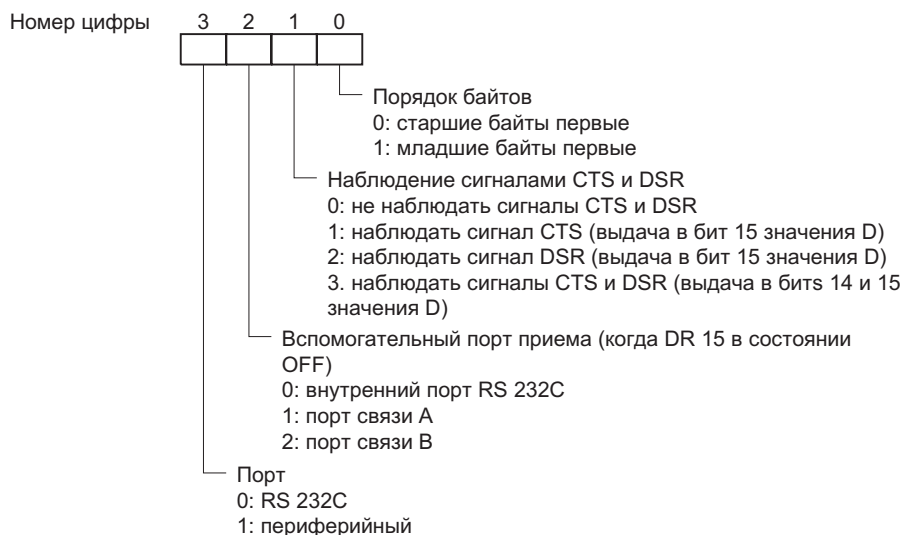 Номер цифры 3 2 1 0
Порядок байтов
0: старшие байты первые
1: младшие байты первые
Наблюдение сигналами CTS и DSR
0: не наблюдать сигналы CTS и DSR
1: наблюдать сигнал CTS (выдача в бит 15 значения D)
2: наблюдать сигнал DSR (выдача в бит 15 значения D)
3. наблюдать сигналы CTS и DSR (выдача в битs 14 и 15
значения D)
Вспомогательный порт приема (когда DR 15 в состоянии
OFF)
0: внутренний порт RS 232C
1: порт связи A
2: порт связи B
Порт
0: RS 232C
1: периферийный